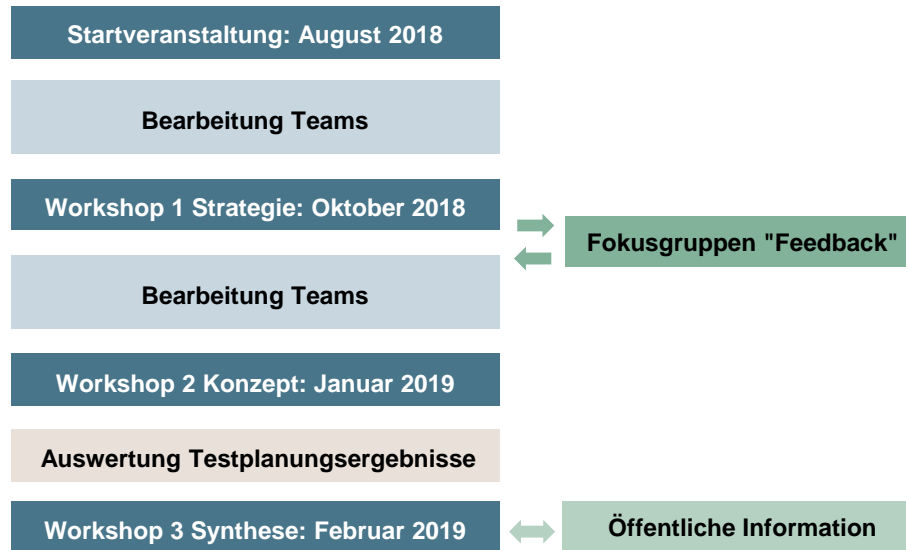 Startveranstaltung: August 2018
Bearbeitung Teams
Workshop 1 Strategie: Oktober 2018
Fokusgruppen "Feedback"
Bearbeitung Teams
Workshop 2 Konzept: Januar 2019
Auswertung Testplanungsergebnisse
Workshop 3 Synthese: Februar 2019
Öffentliche Information